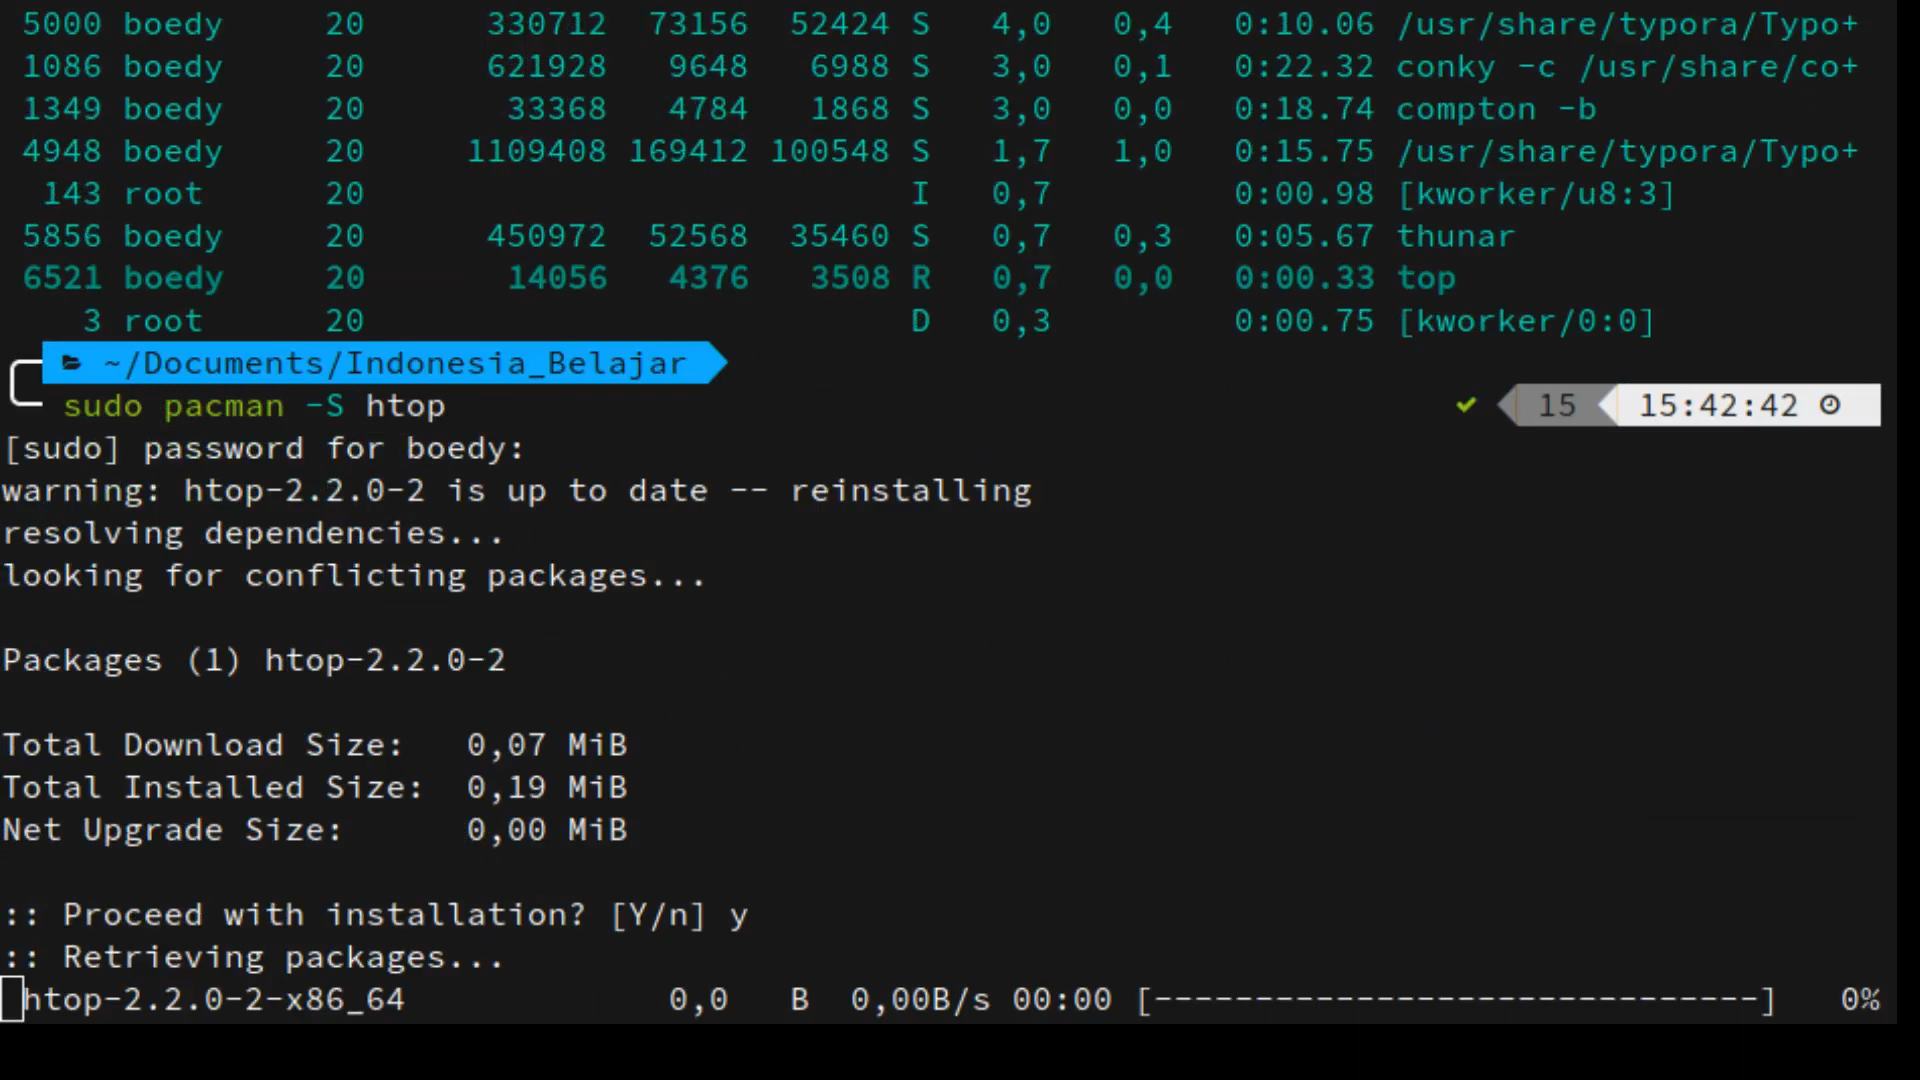 5000 boedy 20 330712 73156 52424 S 4,0 0,4 0:10.06 /usr/share/typora/Typo+
1086 boedy 20 621928 9648 6988 S 3,0 0,1 0:22.32 conky -c /usr/share/co+
1349 boedy 20 33368 4784 1868 S 3,0 0,0 0:18.74 compton -b
4948 boedy 20 1109408 169412 100548 S 1,7 1,0 0:15.75 /usr/share/typora/Typo+
143 root 20 I 0,7 0:00.98 [kworker/u8:3]
5856 boedy 20 450972 52568 35460 S 0,7 0,3 0:05.67 thunar
6521 boedy 20 14056 4376 3508 R 0,7 0,0 0:00.33 top
3 root 20 D 0,3 0:00.75 [kworker/0:0]
~/Documents/Indonesia_Belajar
sudo pacman -S htop ✔ 15 15:42:42
[sudo] password for boedy:
warning: htop-2.2.0-2 is up to date -- reinstalling
resolving dependencies...
looking for conflicting packages...
Packages (1) htop-2.2.0-2
Total Download Size: 0,07 MiB
Total Installed Size: 0,19 MiB
Net Upgrade Size: 0,00 MiB
:: Proceed with installation? [Y/n] y
:: Retrieving packages...
htop-2.2.0-2-x86_64 0,0 B 0,00B/s 00:00 [------------------------------] 0%